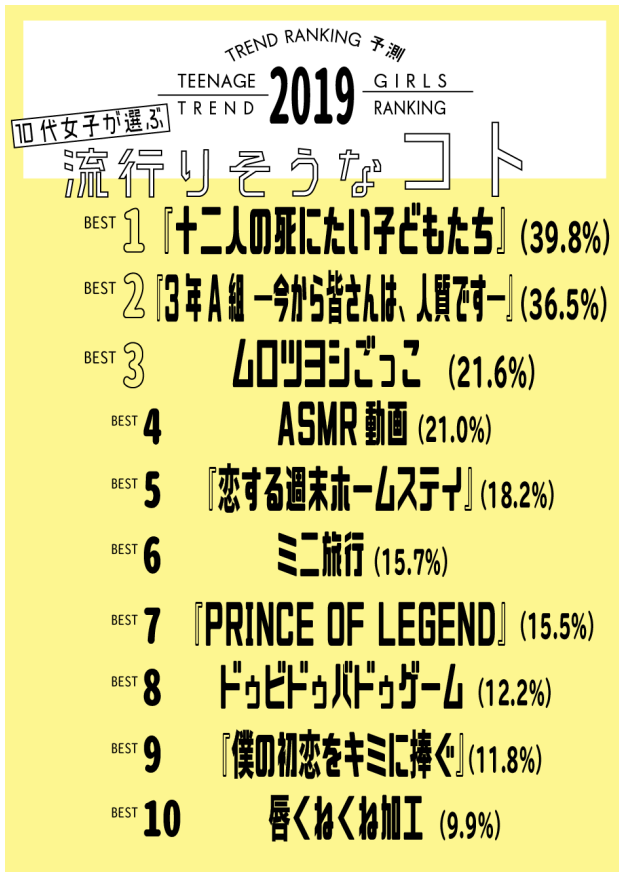 TREND RANKING 予測
TEENAGE 2019 GIRLS
TREND RANKING
10代女子が選ぶ
流行りそうなコト
BEST 1 『十二人の死にたい子どもたち』 (39.8%)
BEST 2 『3年A組 ー今から皆さんは、人質ですー』 (36.5%)
BEST 3 ムロツヨシごっこ (21.6%)
BEST 4 ASMR動画 (21.0%)
BEST 5 『恋する週末ホームステイ』 (18.2%)
BEST 6 ミニ旅行 (15.7%)
BEST 7 『PRINCE OF LEGEND』 (15.5%)
BEST 8 ドゥビドゥバドゥゲーム (12.2%)
BEST 9 『僕の初恋をキミに捧ぐ』 (11.8%)
BEST 10 唇くねくね加工 (9.9%)